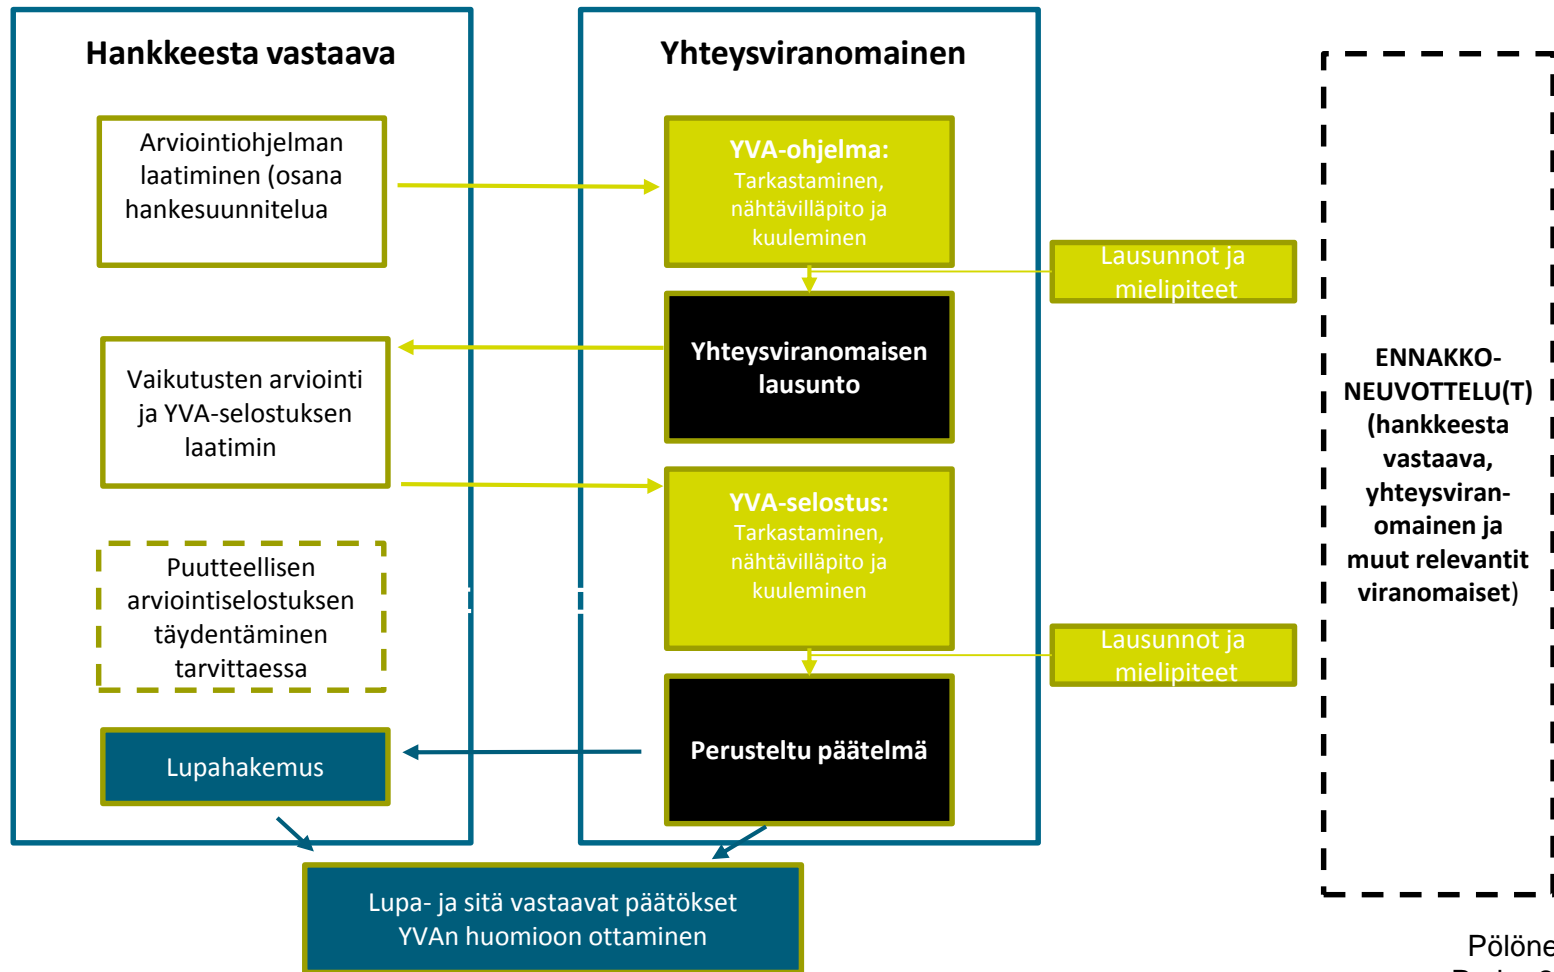 Hankkeesta vastaava
Arviointiohjelman
laatiminen (osana
hankesuunnitelua
Vaikutusten arviointi
ja YVA-selostuksen
laatimin
Puutteellisen
arviointiselostuksen
täydentäminen
tarvittaessa
Lupahakemus
Yhteysviranomainen
YVA-ohjelma:
Tarkastaminen,
nähtävilläpito ja
kuuleminen
Lausunnot ja
mielipiteet
Yhteysviranomaisen
lausunto
YVA-selostus:
Tarkastaminen,
nähtävilläpito ja
kuuleminen
Lausunnot ja
mielipiteet
Perusteltu päätelmä
Lupa- ja sitä vastaavat päätökset
YVAn huomioon ottaminen
ENNAKKO-
NEUVOTTELU(T)
(hankkeesta
vastaava,
yhteysviran-
omainen ja
muut relevantit
viranomaiset)
Pölöne